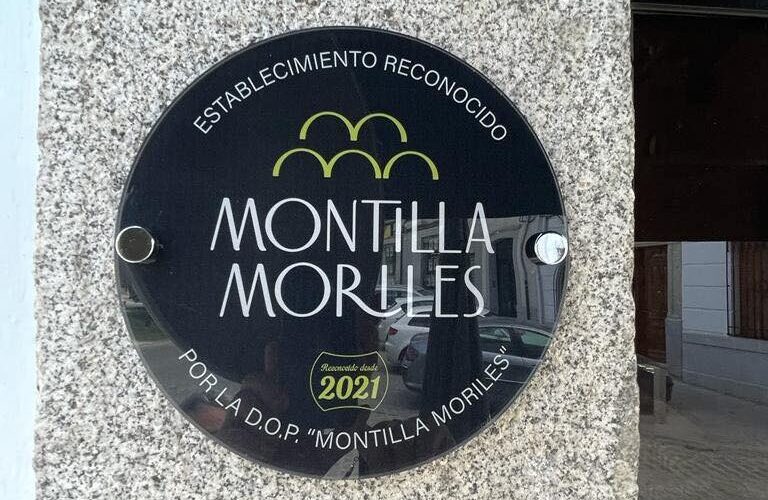 ESTABLECIMIENTO RECONOCIDO
MONTILLA
MORILES
Reconocido desde
2021
POR LA D.O.P. "MONTILLA MORILES"